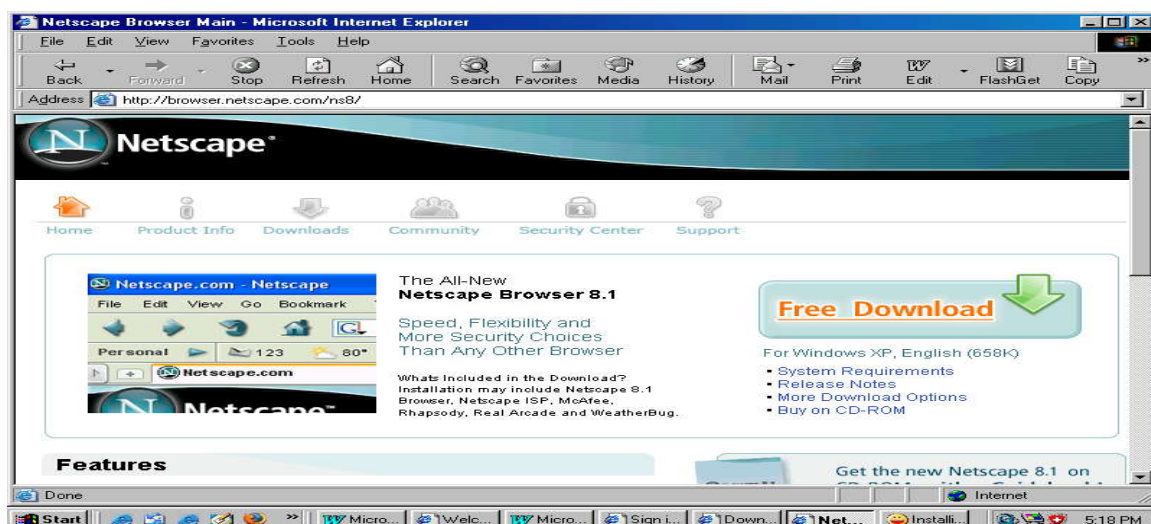 Netscape Browser Main - Microsoft Internet Explorer
File Edit View Favorites Tools Help
Back Forward Stop Refresh Home Search Favorites Media History Mail Print Edit FlashGet Copy »
Address http://browser.netscape.com/ns8/
N Netscape
Home Product Info Downloads Community Security Center Support
Netscape.com - Netscape
File Edit View Go Bookmark
Personal 123 80°
Netscape.com
N Netscape
The All-New
Netscape Browser 8.1
Speed, Flexibility and
More Security Choices
Than Any Other Browser
Whats Included in the Download?
Installation may include Netscape 8.1
Browser, Netscape ISP, McAfee,
Rhapsody, Real Arcade and WeatherBug.
Free Download
For Windows XP, English (658K)
System Requirements
Release Notes
More Download Options
Buy on CD-ROM
Features
Get the new Netscape 8.1 on
Done Internet
Start » Micro... Welc... Micro... Sign i... Down... Net... Installi... 5:18 PM